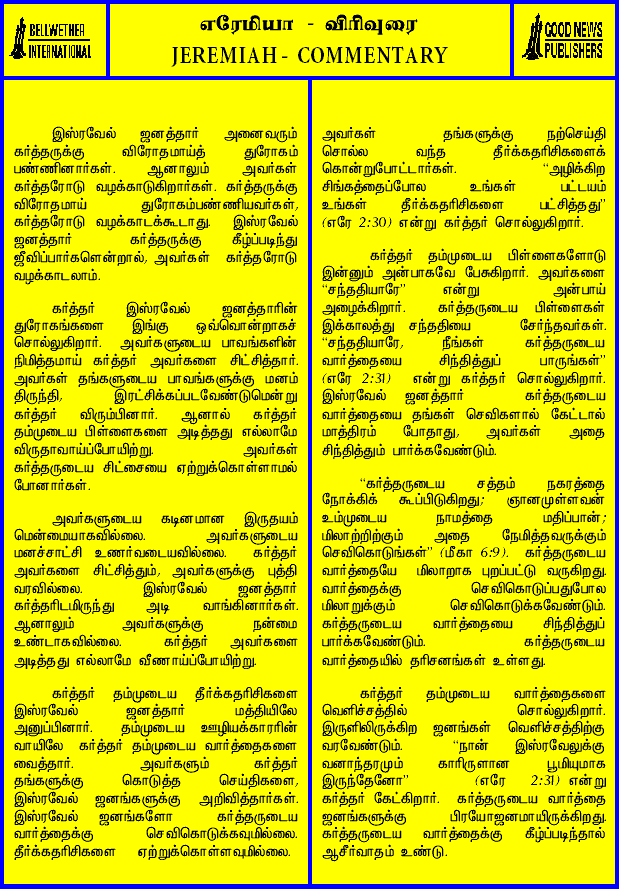 BELLWETHER
INTERNATIONAL
எரேமியா - விரிவுரை
JEREMIAH - COMMENTARY
GOOD NEWS
PUBLISHERS
இஸ்ரவேல் ஜனத்தார் அனைவரும்
கர்த்தருக்கு விரோதமாய்த் துரோகம்
பண்ணினார்கள். ஆனாலும் அவர்கள்
கர்த்தரோடு வழக்காடுகிறார்கள். கர்த்தருக்கு
விரோதமாய் துரோகம்பண்ணியவர்கள்,
கர்த்தரோடு வழக்காடக்கூடாது. இஸ்ரவேல்
ஜனத்தார் கர்த்தருக்கு கீழ்ப்படிந்து
ஜீவிப்பார்களென்றால், அவர்கள் கர்த்தரோடு
வழக்காடலாம்.
கர்த்தர் இஸ்ரவேல் ஜனத்தாரின்
துரோகங்களை இங்கு ஒவ்வொன்றாகச்
சொல்லுகிறார். அவர்களுடைய பாவங்களின்
நிமித்தமாய் கர்த்தர் அவர்களை சிட்சித்தார்.
அவர்கள் தங்களுடைய பாவங்களுக்கு மனம்
திருந்தி, இரட்சிக்கப்படவேண்டுமென்று
கர்த்தர் விரும்பினார். ஆனால் கர்த்தர்
தம்முடைய பிள்ளைகளை அடித்தது எல்லாமே
விருதாவாய்ப்போயிற்று. அவர்கள்
கர்த்தருடைய சிட்சையை ஏற்றுக்கொள்ளாமல்
போனார்கள்.
அவர்களுடைய கடினமான இருதயம்
மென்மையாகவில்லை. அவர்களுடைய
மனச்சாட்சி உணர்வடையவில்லை. கர்த்தர்
அவர்களை சிட்சித்தும், அவர்களுக்கு புத்தி
வரவில்லை. இஸ்ரவேல் ஜனத்தார்
கர்த்தரிடமிருந்து அடி வாங்கினார்கள்.
ஆனாலும் அவர்களுக்கு நன்மை
உண்டாகவில்லை. கர்த்தர் அவர்களை
அடித்தது எல்லாமே வீணாய்ப்போயிற்று.
கர்த்தர் தம்முடைய தீர்க்கதரிசிகளை
இஸ்ரவேல் ஜனத்தார் மத்தியிலே
அனுப்பினார். தம்முடைய ஊழியக்காரரின்
வாயிலே கர்த்தர் தம்முடைய வார்த்தைகளை
வைத்தார். அவர்களும் கர்த்தர்
தங்களுக்கு கொடுத்த செய்திகளை,
இஸ்ரவேல் ஜனங்களுக்கு அறிவித்தார்கள்.
இஸ்ரவேல் ஜனங்களோ கர்த்தருடைய
வார்த்தைக்கு செவிகொடுக்கவுமில்லை.
தீர்க்கதரிசிகளை ஏற்றுக்கொள்ளவுமில்லை.
அவர்கள் தங்களுக்கு நற்செய்தி
சொல்ல வந்த தீர்க்கதரிசிகளைக்
கொன்றுபோட்டார்கள். "அழிக்கிற
சிங்கத்தைப்போல உங்கள் பட்டயம்
உங்கள் தீர்க்கதரிசிகளை பட்சித்தது"
(எரே 2:30) என்று கர்த்தர் சொல்லுகிறார்.
கர்த்தர் தம்முடைய பிள்ளைகளோடு
இன்னும் அன்பாகவே பேசுகிறார். அவர்களை
"சந்ததியாரே" என்று அன்பாய்
அழைக்கிறார். கர்த்தருடைய பிள்ளைகள்
இக்காலத்து சந்ததியை சேர்ந்தவர்கள்.
"சந்ததியாரே, நீங்கள் கர்த்தருடைய
வார்த்தையை சிந்தித்துப் பாருங்கள்"
(எரே 2:31) என்று கர்த்தர் சொல்லுகிறார்.
இஸ்ரவேல் ஜனத்தார் கர்த்தருடைய
வார்த்தையை தங்கள் செவிகளால் கேட்டால்
மாத்திரம் போதாது, அவர்கள் அதை
சிந்தித்தும் பார்க்கவேண்டும்.
"கர்த்தருடைய சத்தம் நகரத்தை
நோக்கிக் கூப்பிடுகிறது; ஞானமுள்ளவன்
உம்முடைய நாமத்தை மதிப்பான்;
மிலாற்றிற்கும் அதை நேமித்தவருக்கும்
செவிகொடுங்கள்" (மீகா 6:9). கர்த்தருடைய
வார்த்தையே மிலாறாக புறப்பட்டு வருகிறது.
வார்த்தைக்கு செவிகொடுப்பதுபோல
மிலாறுக்கும் செவிகொடுக்கவேண்டும்.
கர்த்தருடைய வார்த்தையை சிந்தித்துப்
பார்க்கவேண்டும். கர்த்தருடைய
வார்த்தையில் தரிசனங்கள் உள்ளது.
கர்த்தர் தம்முடைய வார்த்தைகளை
வெளிச்சத்தில் சொல்லுகிறார்.
இருளிலிருக்கிற ஜனங்கள் வெளிச்சத்திற்கு
வரவேண்டும். "நான் இஸ்ரவேலுக்கு
வனாந்தரமும் காரிருளான பூமியுமாக
இருந்தேனோ" (எரே 2:31) என்று
கர்த்தர் கேட்கிறார். கர்த்தருடைய வார்த்தை
ஜனங்களுக்கு பிரயோஜனமாயிருக்கிறது.
கர்த்தருடைய வார்த்தைக்கு கீழ்ப்படிந்தால்
ஆசீர்வாதம் உண்டு.